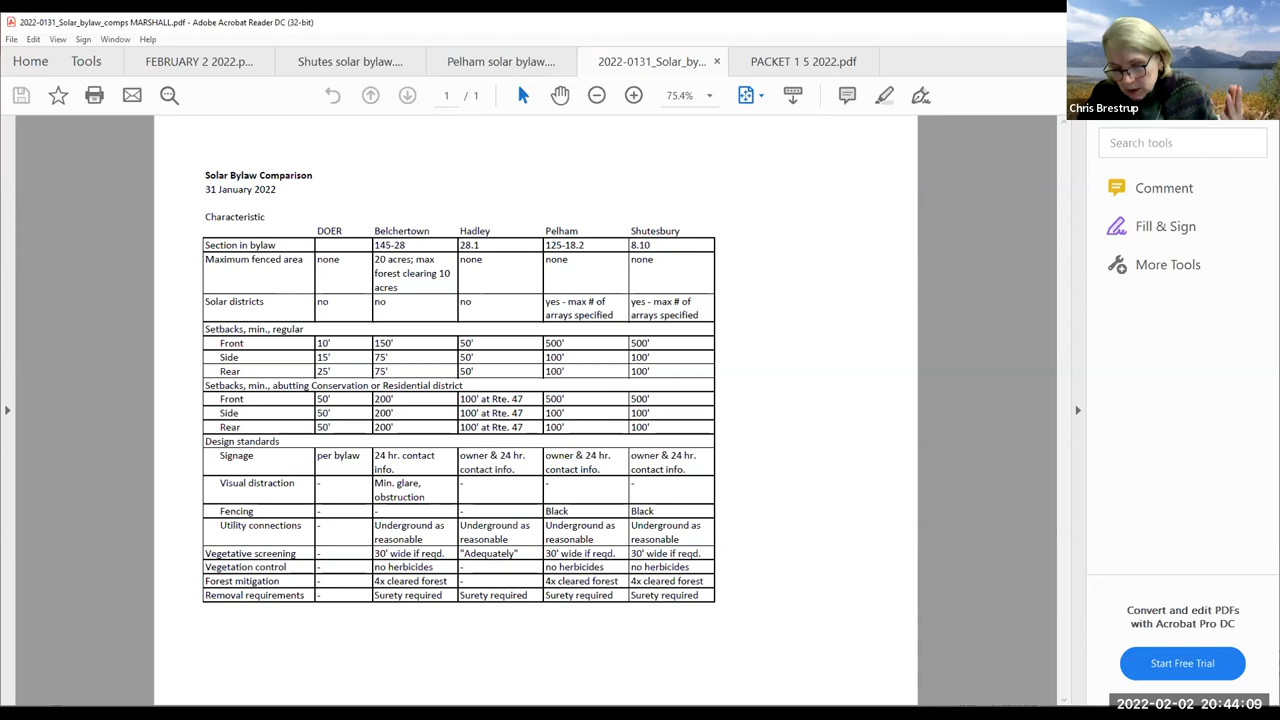 2022-0131_Solar_bylaw_comps MARSHALL.pdf - Adobe Acrobat Reader DC (32-bit)
File Edit View Sign Window Help
Home Tools FEBRUARY 2 2022.p... Shutes solar bylaw.... Pelham solar bylaw.... 2022-0131_Solar_by... × PACKET 1 5 2022.pdf
1 / 1 75.4%
Chris Brestrup
Search tools
Comment
Fill & Sign
More Tools
Solar Bylaw Comparison
31 January 2022
Characteristic
DOER Belchertown Hadley Pelham Shutesbury
Section in bylaw 145-28 28.1 125-18.2 8.10
Maximum fenced area none 20 acres; max none none none
forest clearing 10
acres
Solar districts no no no yes - max # of yes - max # of
arrays specified arrays specified
Setbacks, min., regular
Front 10' 150' 50' 500' 500'
Side 15' 75' 50' 100' 100'
Rear 25' 75' 50' 100' 100'
Setbacks, min., abutting Conservation or Residential district
Front 50' 200' 100' at Rte. 47 500' 500'
Side 50' 200' 100' at Rte. 47 100' 100'
Rear 50' 200' 100' at Rte. 47 100' 100'
Design standards
Signage per bylaw 24 hr. contact owner & 24 hr. owner & 24 hr. owner & 24 hr.
info. contact info. contact info. contact info.
Visual distraction - Min. glare, - - -
obstruction
Fencing - - - Black Black
Utility connections - Underground as Underground as Underground as Underground as
reasonable reasonable reasonable reasonable
Vegetative screening - 30' wide if reqd. "Adequately" 30' wide if reqd. 30' wide if reqd.
Vegetation control - no herbicides - no herbicides no herbicides
Forest mitigation - 4x cleared forest - 4x cleared forest 4x cleared forest
Removal requirements - Surety required Surety required Surety required Surety required
Convert and edit PDFs
with Acrobat Pro DC
Start Free Trial
2022-02-02 20:44:09